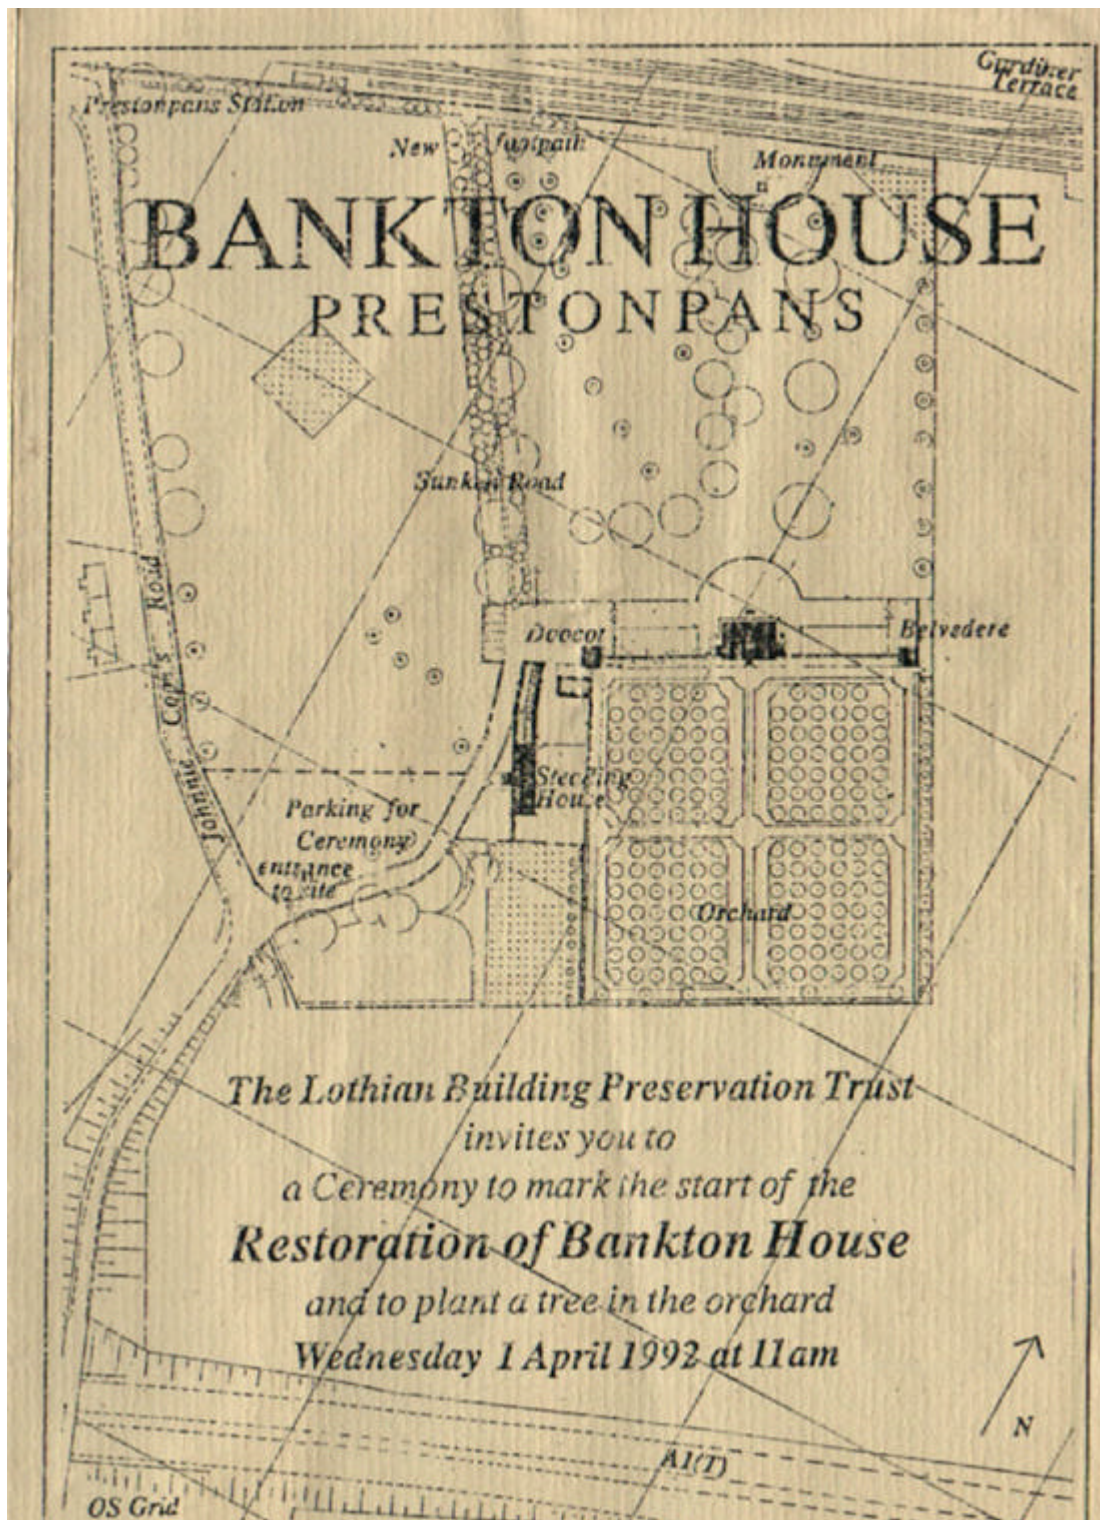 Gardiner
Terrace
Prestonpans Station
New footpath
Monument
BANKTON HOUSE
PRESTONPANS
Sunken Road
Doocot
Belvedere
Johnnie Cope's Road
Steading
House
Parking for
Ceremony
entrance
to site
Orchard
The Lothian Building Preservation Trust
invites you to
a Ceremony to mark the start of the
Restoration of Bankton House
and to plant a tree in the orchard
Wednesday 1 April 1992 at 11am
N
A1(T)
OS Grid